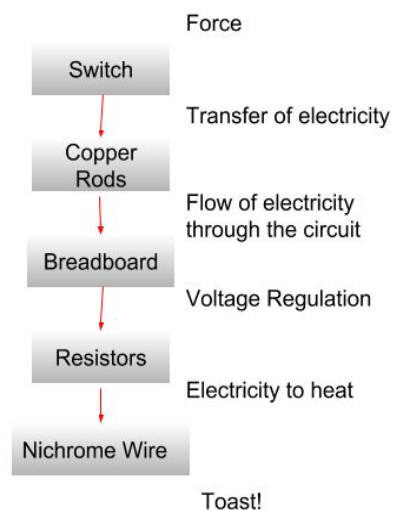 Force
Switch
Transfer of electricity
Copper
Rods
Flow of electricity
through the circuit
Breadboard
Voltage Regulation
Resistors
Electricity to heat
Nichrome Wire
Toast!